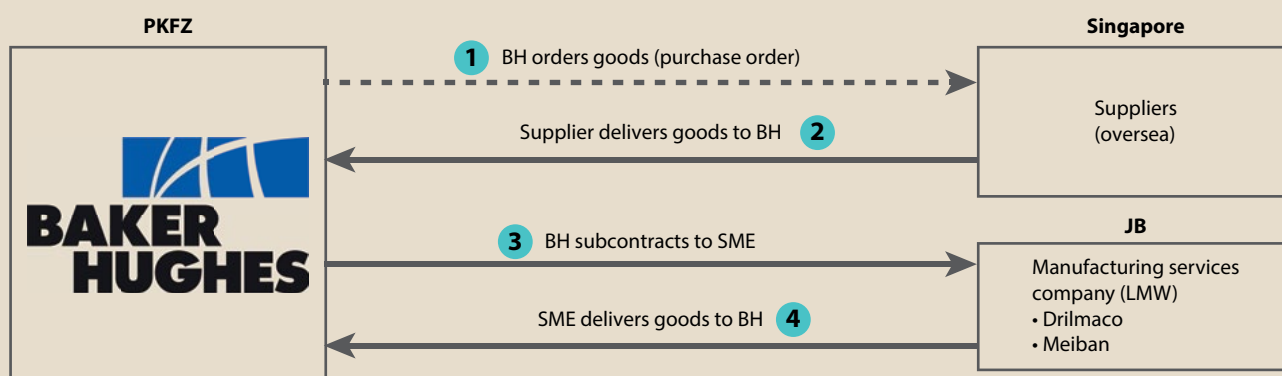 PKFZ
Singapore
1 BH orders goods (purchase order)
Suppliers
(oversea)
Supplier delivers goods to BH 2
BAKER
HUGHES
JB
3 BH subcontracts to SME
Manufacturing services
company (LMW)
• Drilmaco
• Meiban
SME delivers goods to BH 4